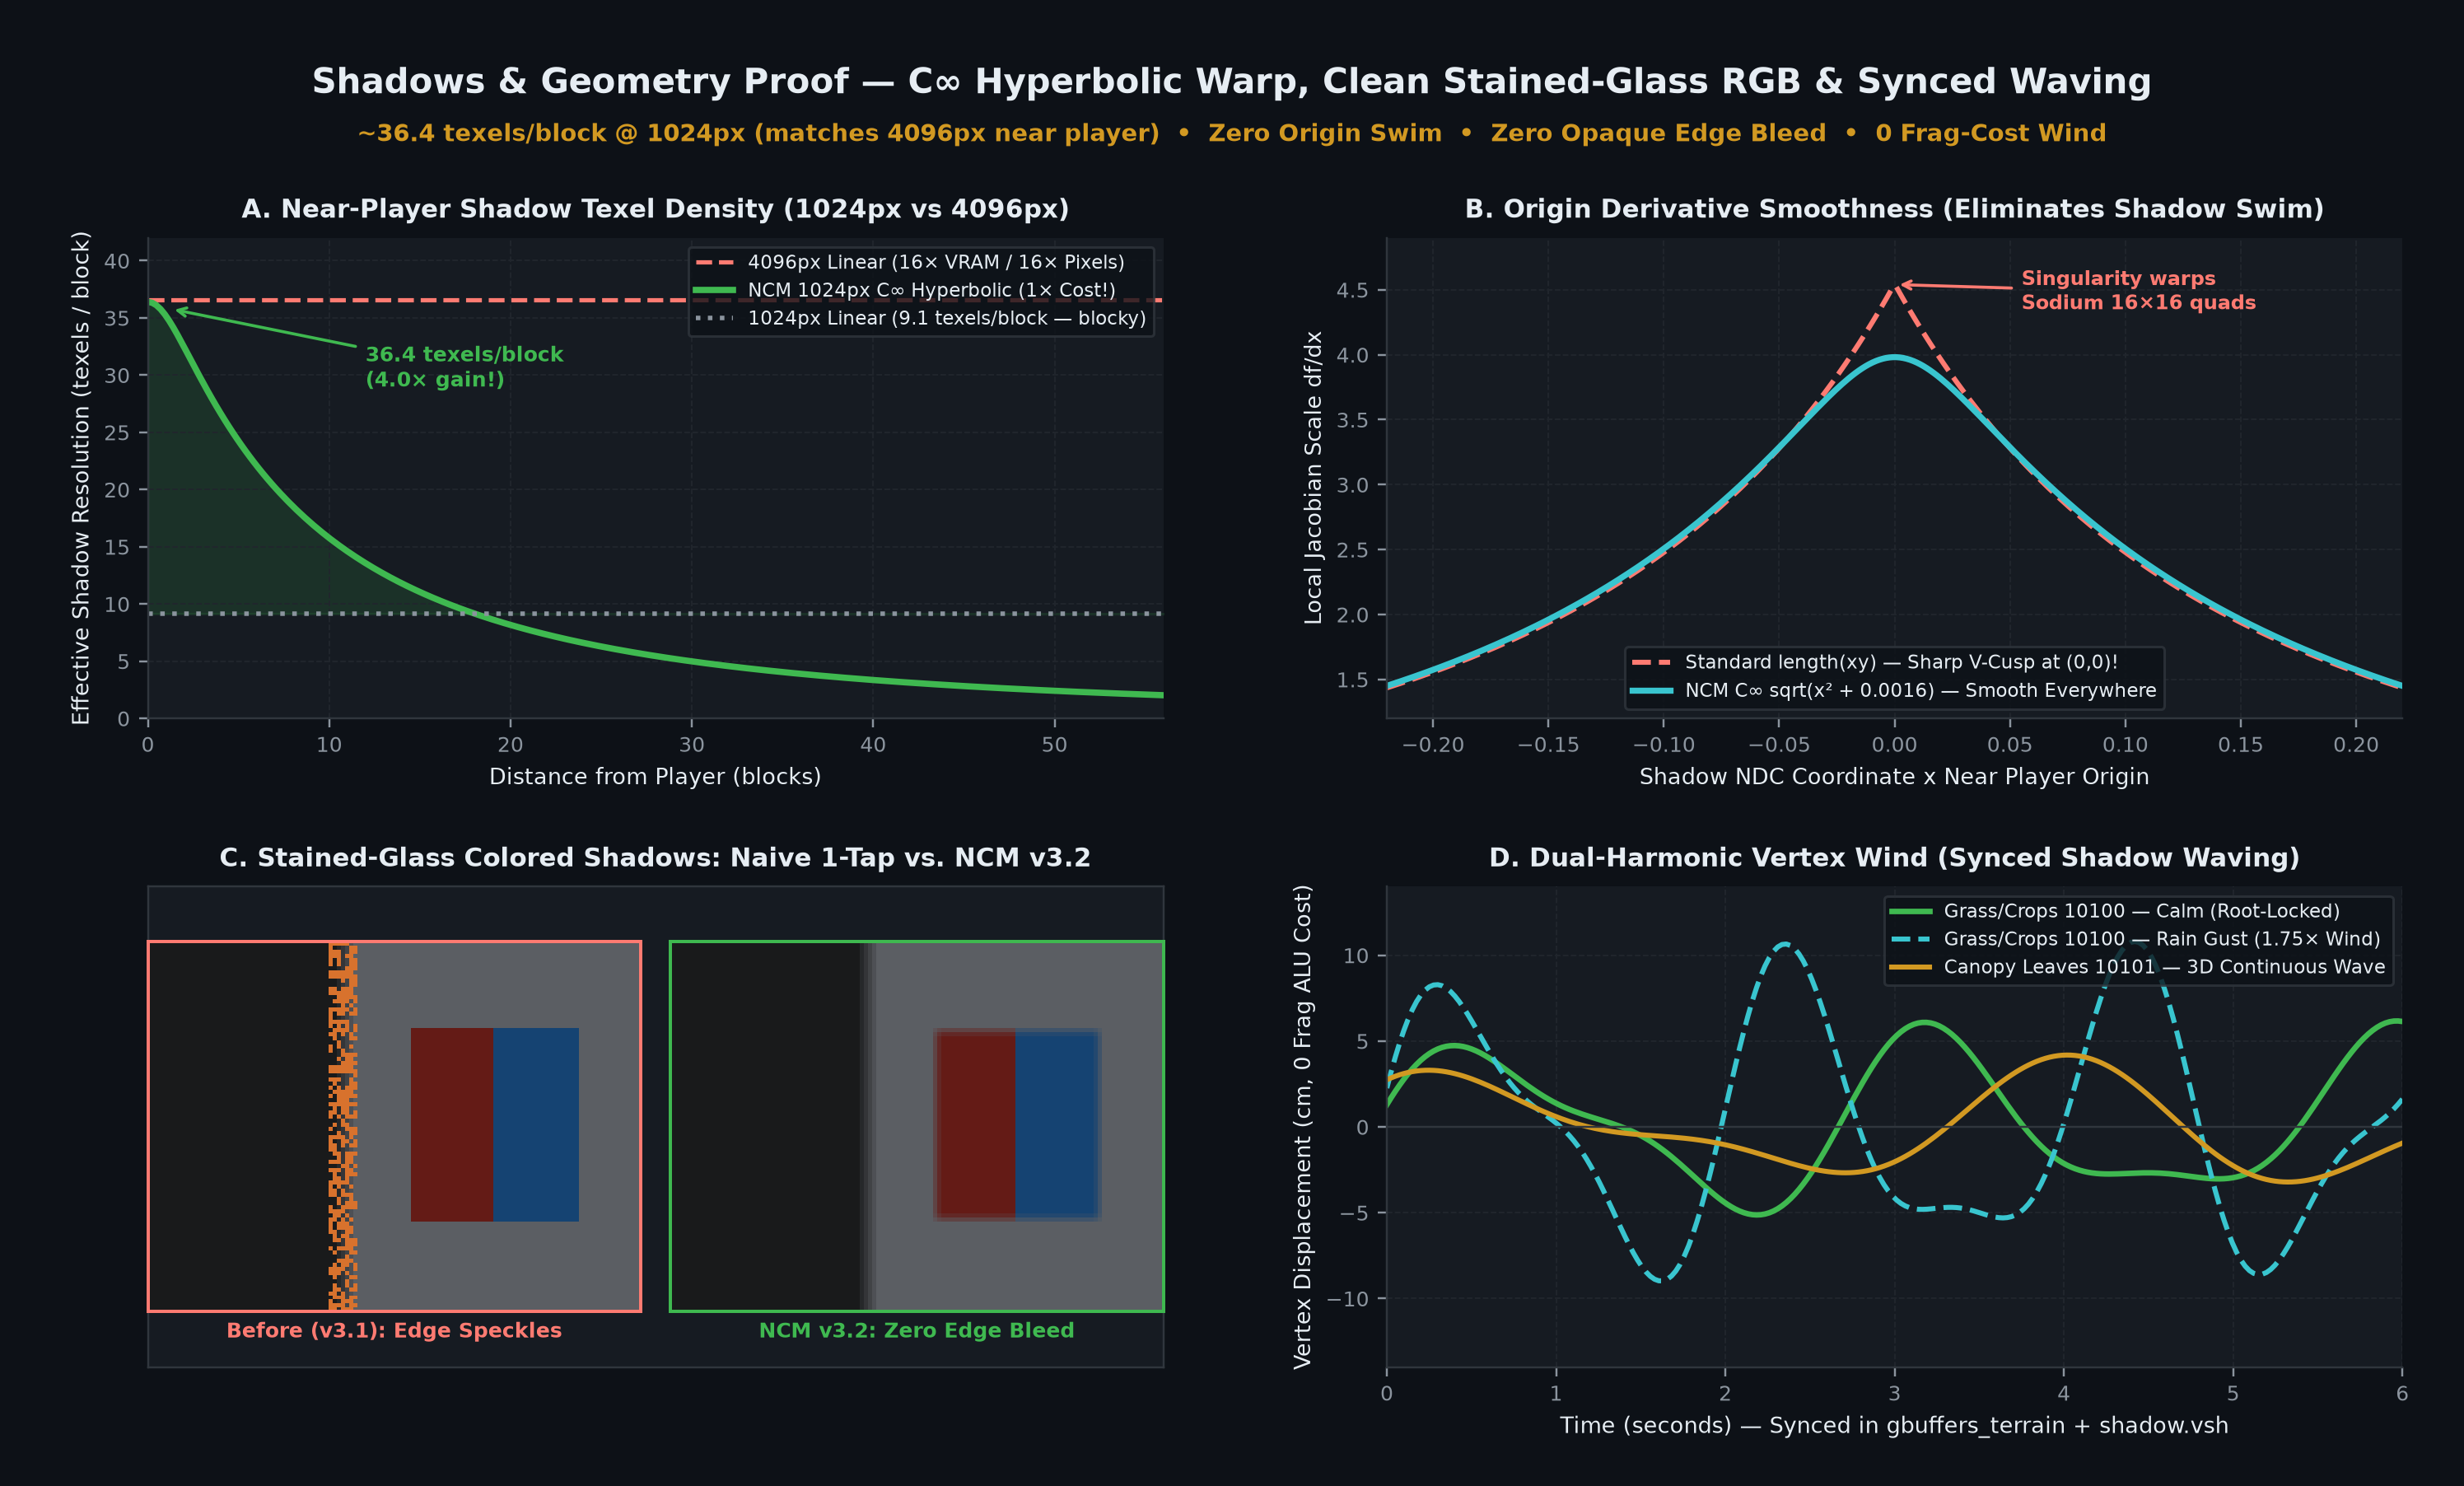 Shadows & Geometry Proof — C∞ Hyperbolic Warp, Clean Stained-Glass RGB & Synced Waving
~36.4 texels/block @ 1024px (matches 4096px near player) • Zero Origin Swim • Zero Opaque Edge Bleed • 0 Frag-Cost Wind
A. Near-Player Shadow Texel Density (1024px vs 4096px)
Effective Shadow Resolution (texels / block)
40
35
30
25
20
15
10
5
0
4096px Linear (16× VRAM / 16× Pixels)
NCM 1024px C∞ Hyperbolic (1× Cost!)
1024px Linear (9.1 texels/block — blocky)
36.4 texels/block
(4.0× gain!)
0
10
20
30
40
50
Distance from Player (blocks)
B. Origin Derivative Smoothness (Eliminates Shadow Swim)
Local Jacobian Scale df/dx
4.5
4.0
3.5
3.0
2.5
2.0
1.5
Singularity warps
Sodium 16×16 quads
Standard length(xy) — Sharp V-Cusp at (0,0)!
NCM C∞ sqrt(x² + 0.0016) — Smooth Everywhere
−0.20
−0.15
−0.10
−0.05
0.00
0.05
0.10
0.15
0.20
Shadow NDC Coordinate x Near Player Origin
C. Stained-Glass Colored Shadows: Naive 1-Tap vs. NCM v3.2
Before (v3.1): Edge Speckles
NCM v3.2: Zero Edge Bleed
D. Dual-Harmonic Vertex Wind (Synced Shadow Waving)
Vertex Displacement (cm, 0 Frag ALU Cost)
10
5
0
−5
−10
Grass/Crops 10100 — Calm (Root-Locked)
Grass/Crops 10100 — Rain Gust (1.75× Wind)
Canopy Leaves 10101 — 3D Continuous Wave
0
1
2
3
4
5
6
Time (seconds) — Synced in gbuffers_terrain + shadow.vsh